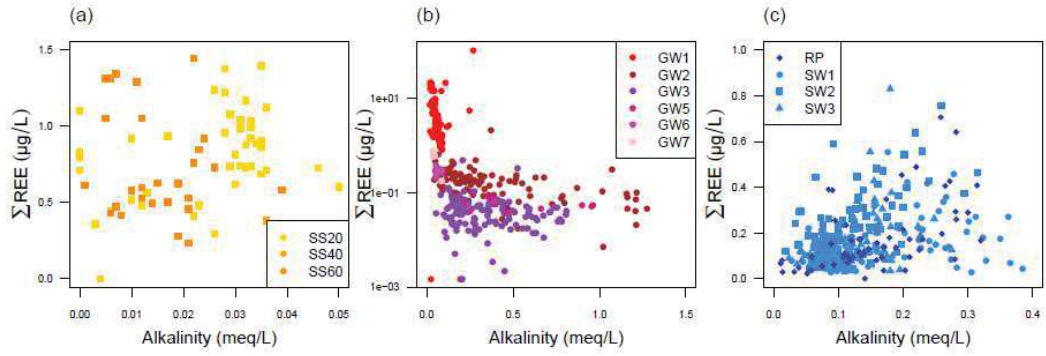 (a)
1.5
1.0
0.5
0.0
∑REE (µg/L)
SS20
SS40
SS60
0.00 0.01 0.02 0.03 0.04 0.05
Alkalinity (meq/L)
(b)
1e+01
1e-01
1e-03
∑REE (µg/L)
GW1
GW2
GW3
GW5
GW6
GW7
0.0 0.5 1.0 1.5
Alkalinity (meq/L)
(c)
1.0
0.8
0.6
0.4
0.2
0.0
∑REE (µg/L)
RP
SW1
SW2
SW3
0.0 0.1 0.2 0.3 0.4
Alkalinity (meq/L)